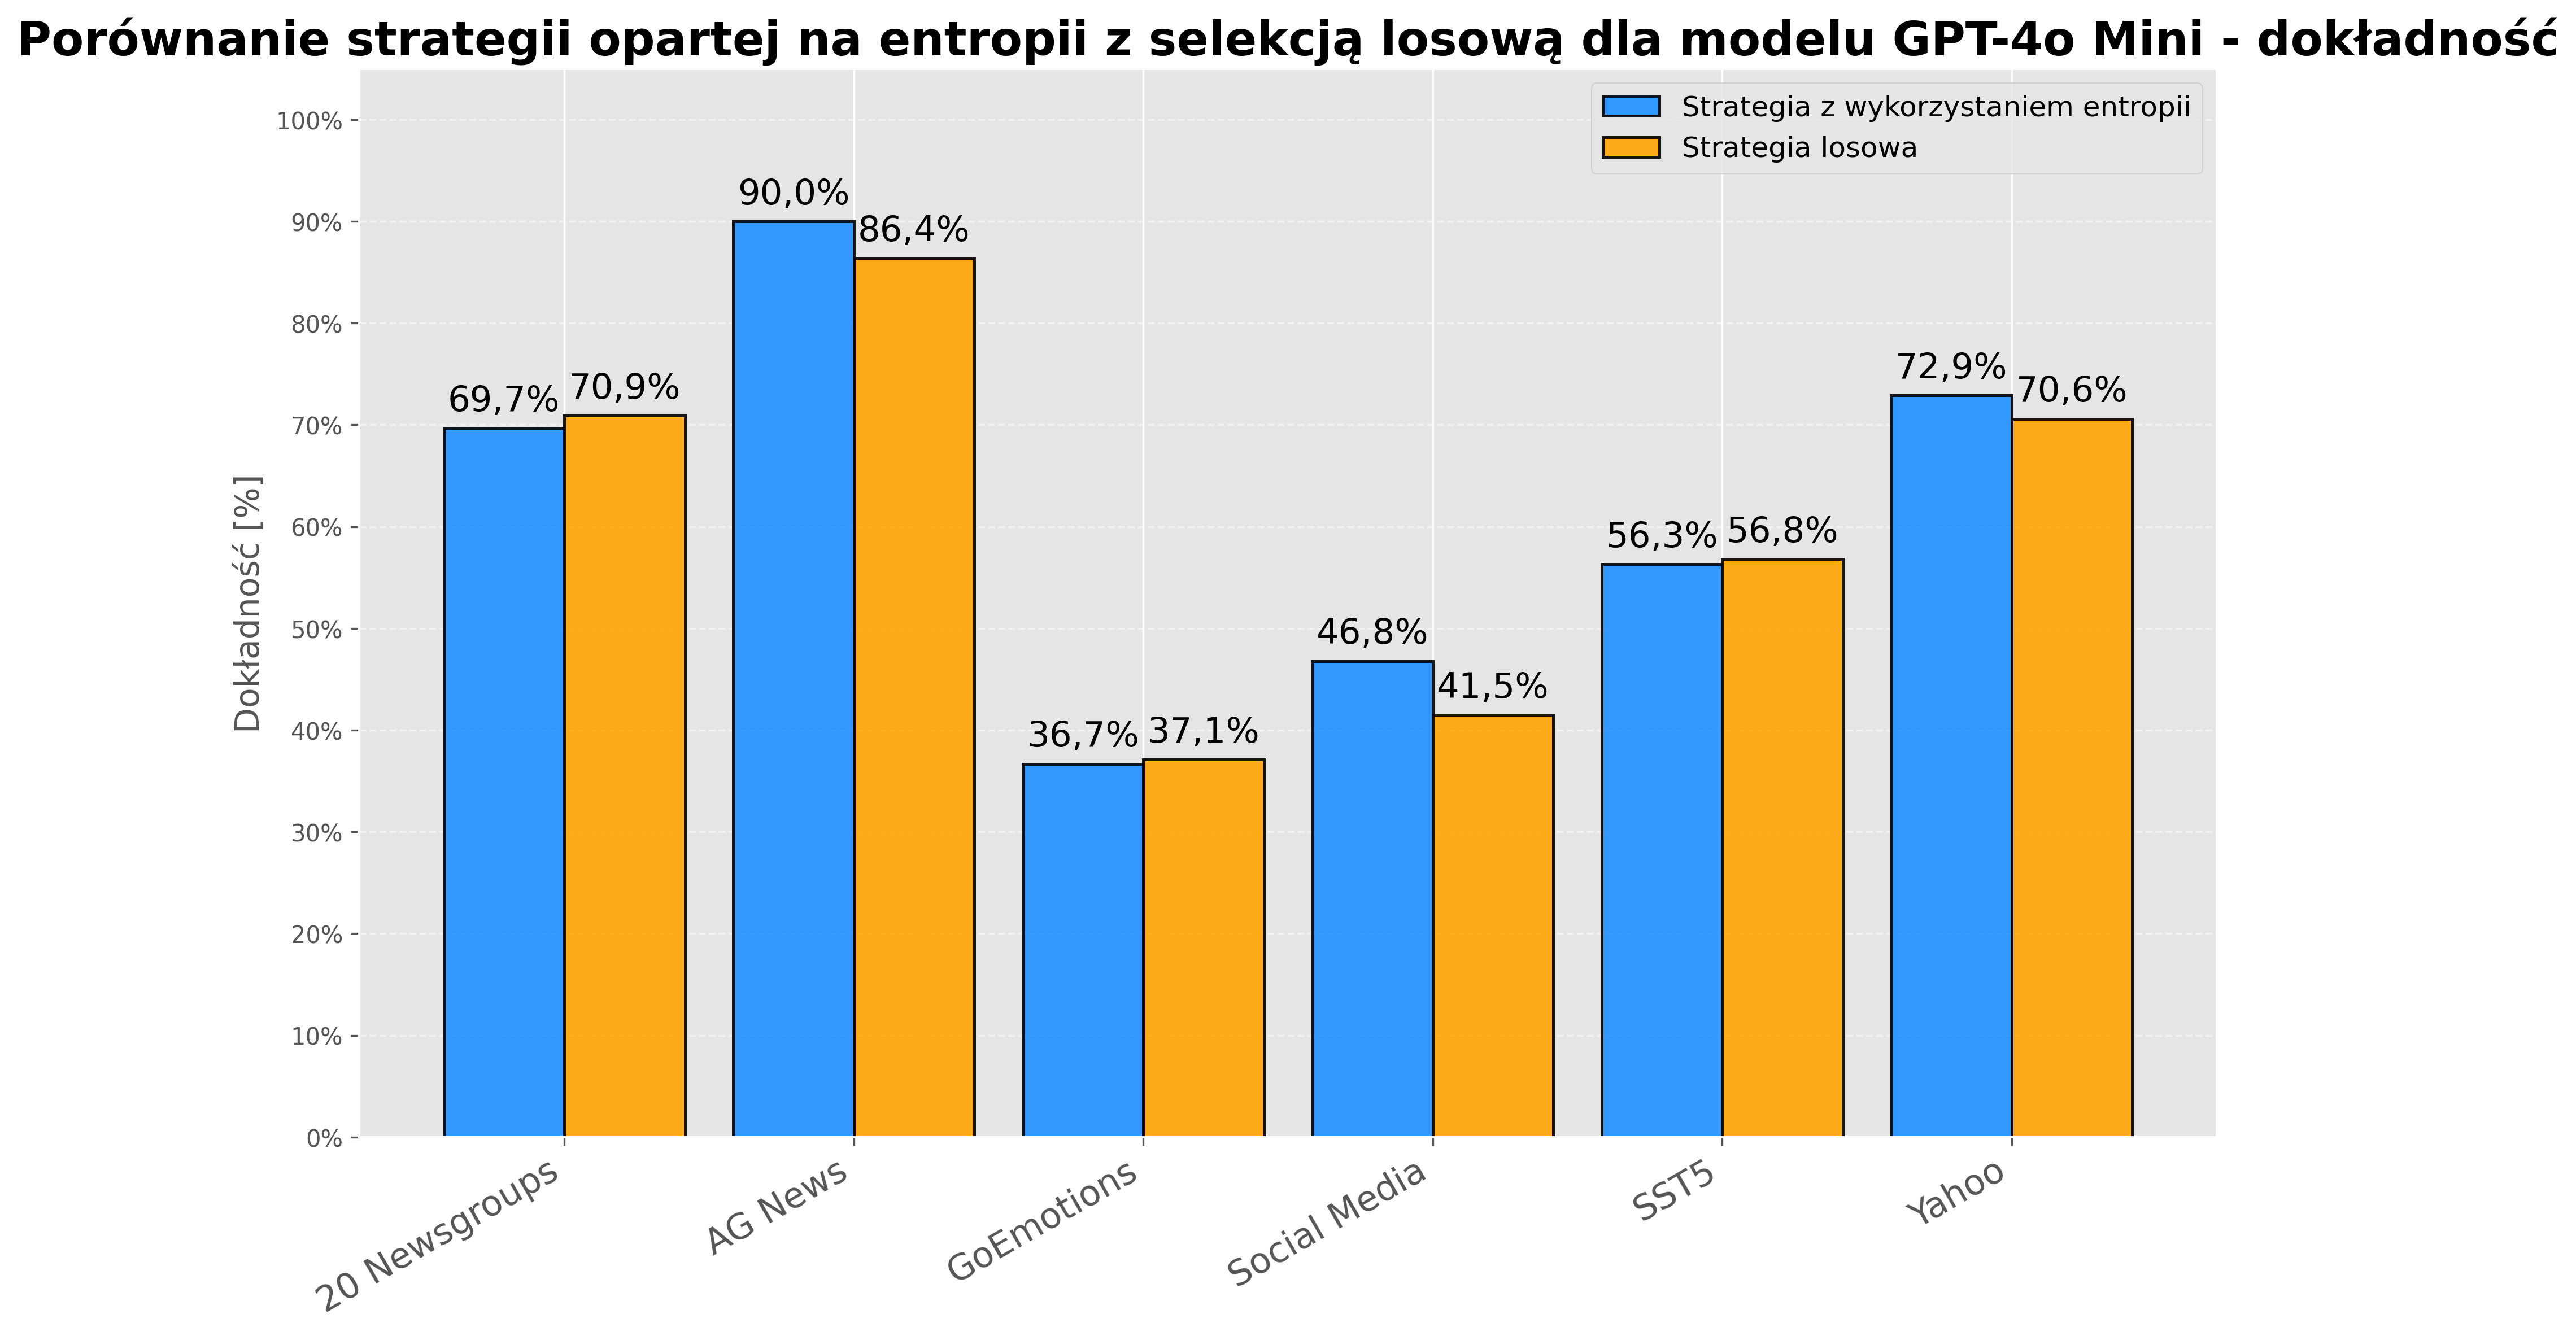 Porównanie strategii opartej na entropii z selekcją losową dla modelu GPT-4o Mini - dokładność
Strategia z wykorzystaniem entropii
Strategia losowa
Dokładność [%]
100%
90%
80%
70%
60%
50%
40%
30%
20%
10%
0%
69,7%
70,9%
90,0%
86,4%
36,7%
37,1%
46,8%
41,5%
56,3%
56,8%
72,9%
70,6%
20 Newsgroups
AG News
GoEmotions
Social Media
SST5
Yahoo